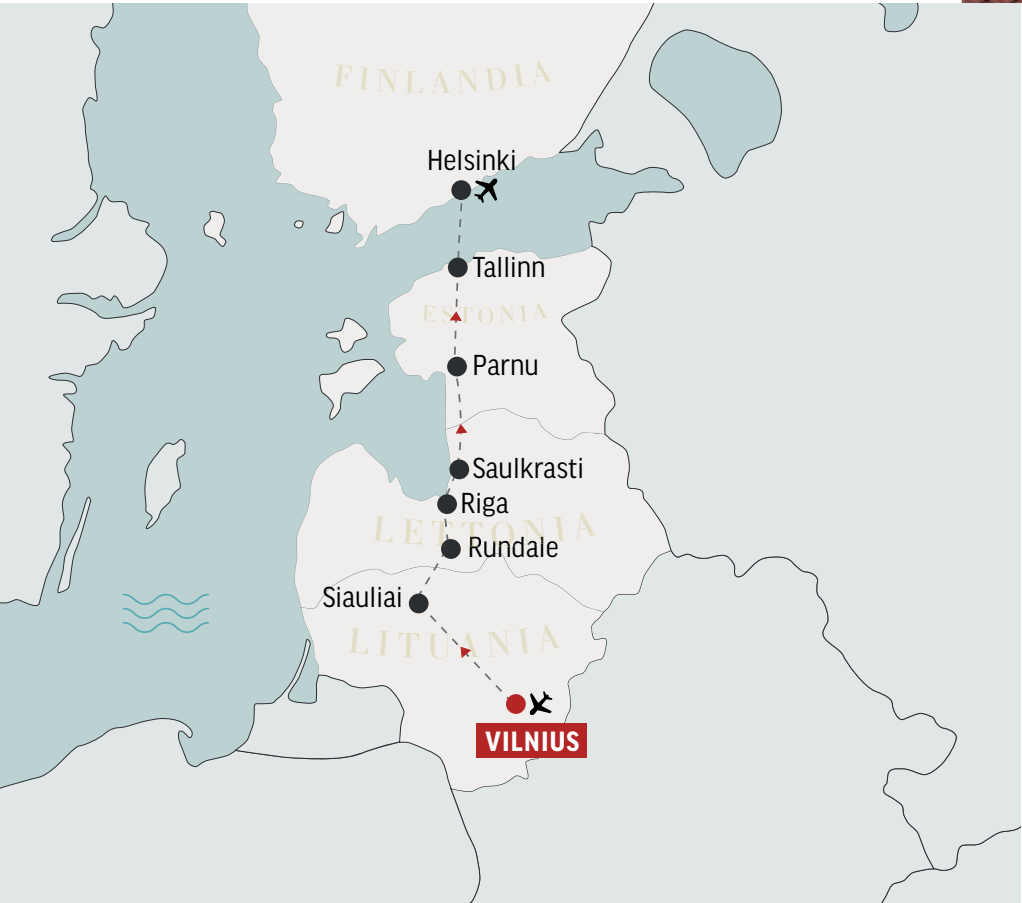 FINLANDIA
Helsinki
Tallinn
ESTONIA
Parnu
Saulkrasti
Riga
LETTONIA
Rundale
Siauliai
LITUANIA
VILNIUS